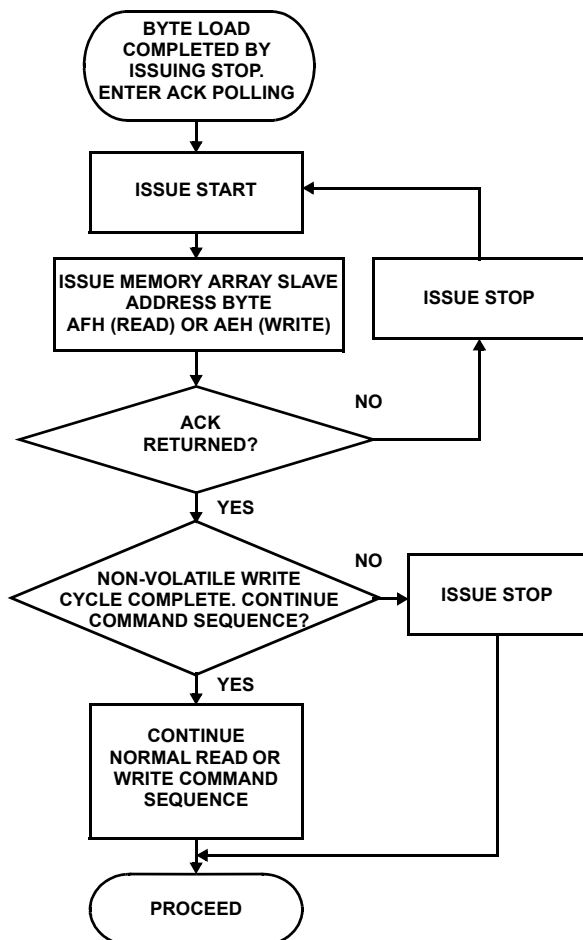 BYTE LOAD
COMPLETED BY
ISSUING STOP.
ENTER ACK POLLING
ISSUE START
ISSUE MEMORY ARRAY SLAVE
ADDRESS BYTE
AFH (READ) OR AEH (WRITE)
ISSUE STOP
ACK
RETURNED?
NO
YES
NON-VOLATILE WRITE
CYCLE COMPLETE. CONTINUE
COMMAND SEQUENCE?
NO
ISSUE STOP
YES
CONTINUE
NORMAL READ OR
WRITE COMMAND
SEQUENCE
PROCEED